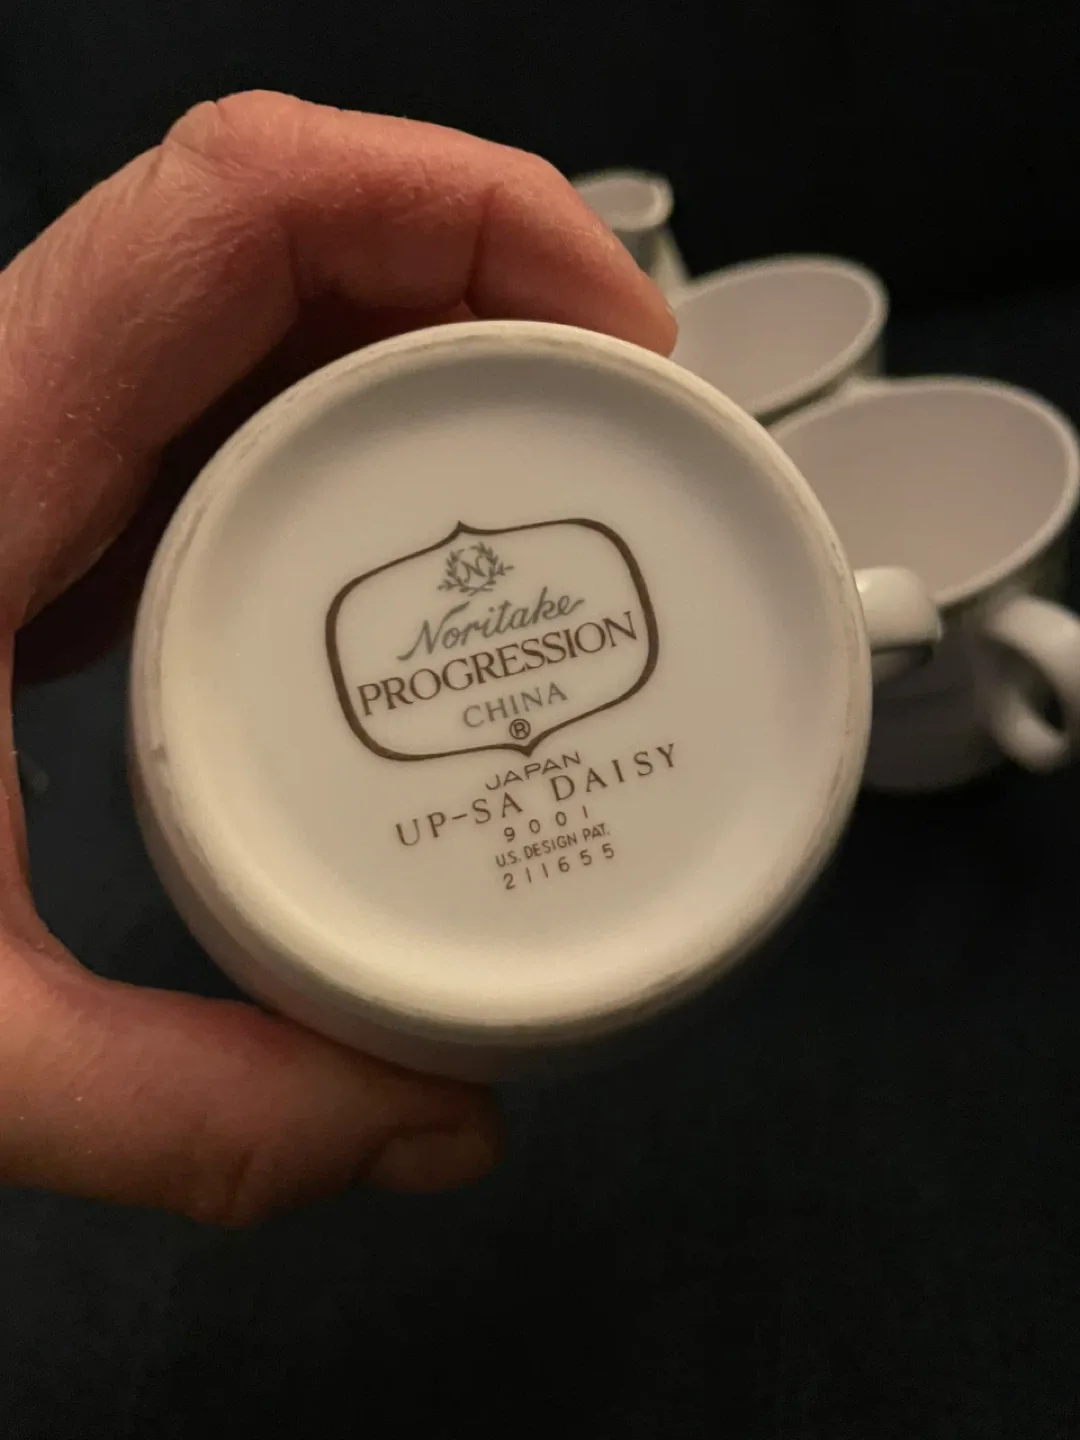 N
Noritake
PROGRESSION
CHINA
®
JAPAN
UP-SA DAISY
9001
U.S. DESIGN PAT.
211655